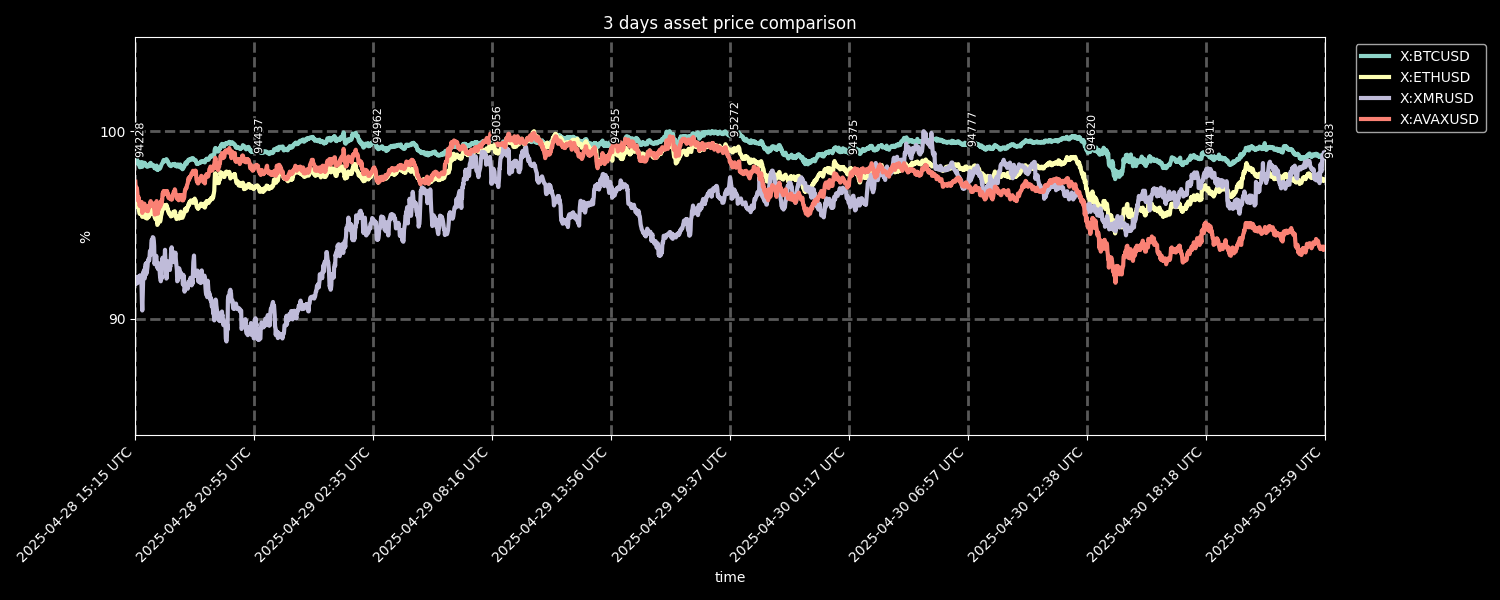 3 days asset price comparison
X:BTCUSD
X:ETHUSD
X:XMRUSD
X:AVAXUSD
100
90
%
94228
94437
94962
95056
94955
95272
94375
94777
94620
94411
94183
2025-04-28 15:15 UTC
2025-04-28 20:55 UTC
2025-04-29 02:35 UTC
2025-04-29 08:16 UTC
2025-04-29 13:56 UTC
2025-04-29 19:37 UTC
2025-04-30 01:17 UTC
2025-04-30 06:57 UTC
2025-04-30 12:38 UTC
2025-04-30 18:18 UTC
2025-04-30 23:59 UTC
time